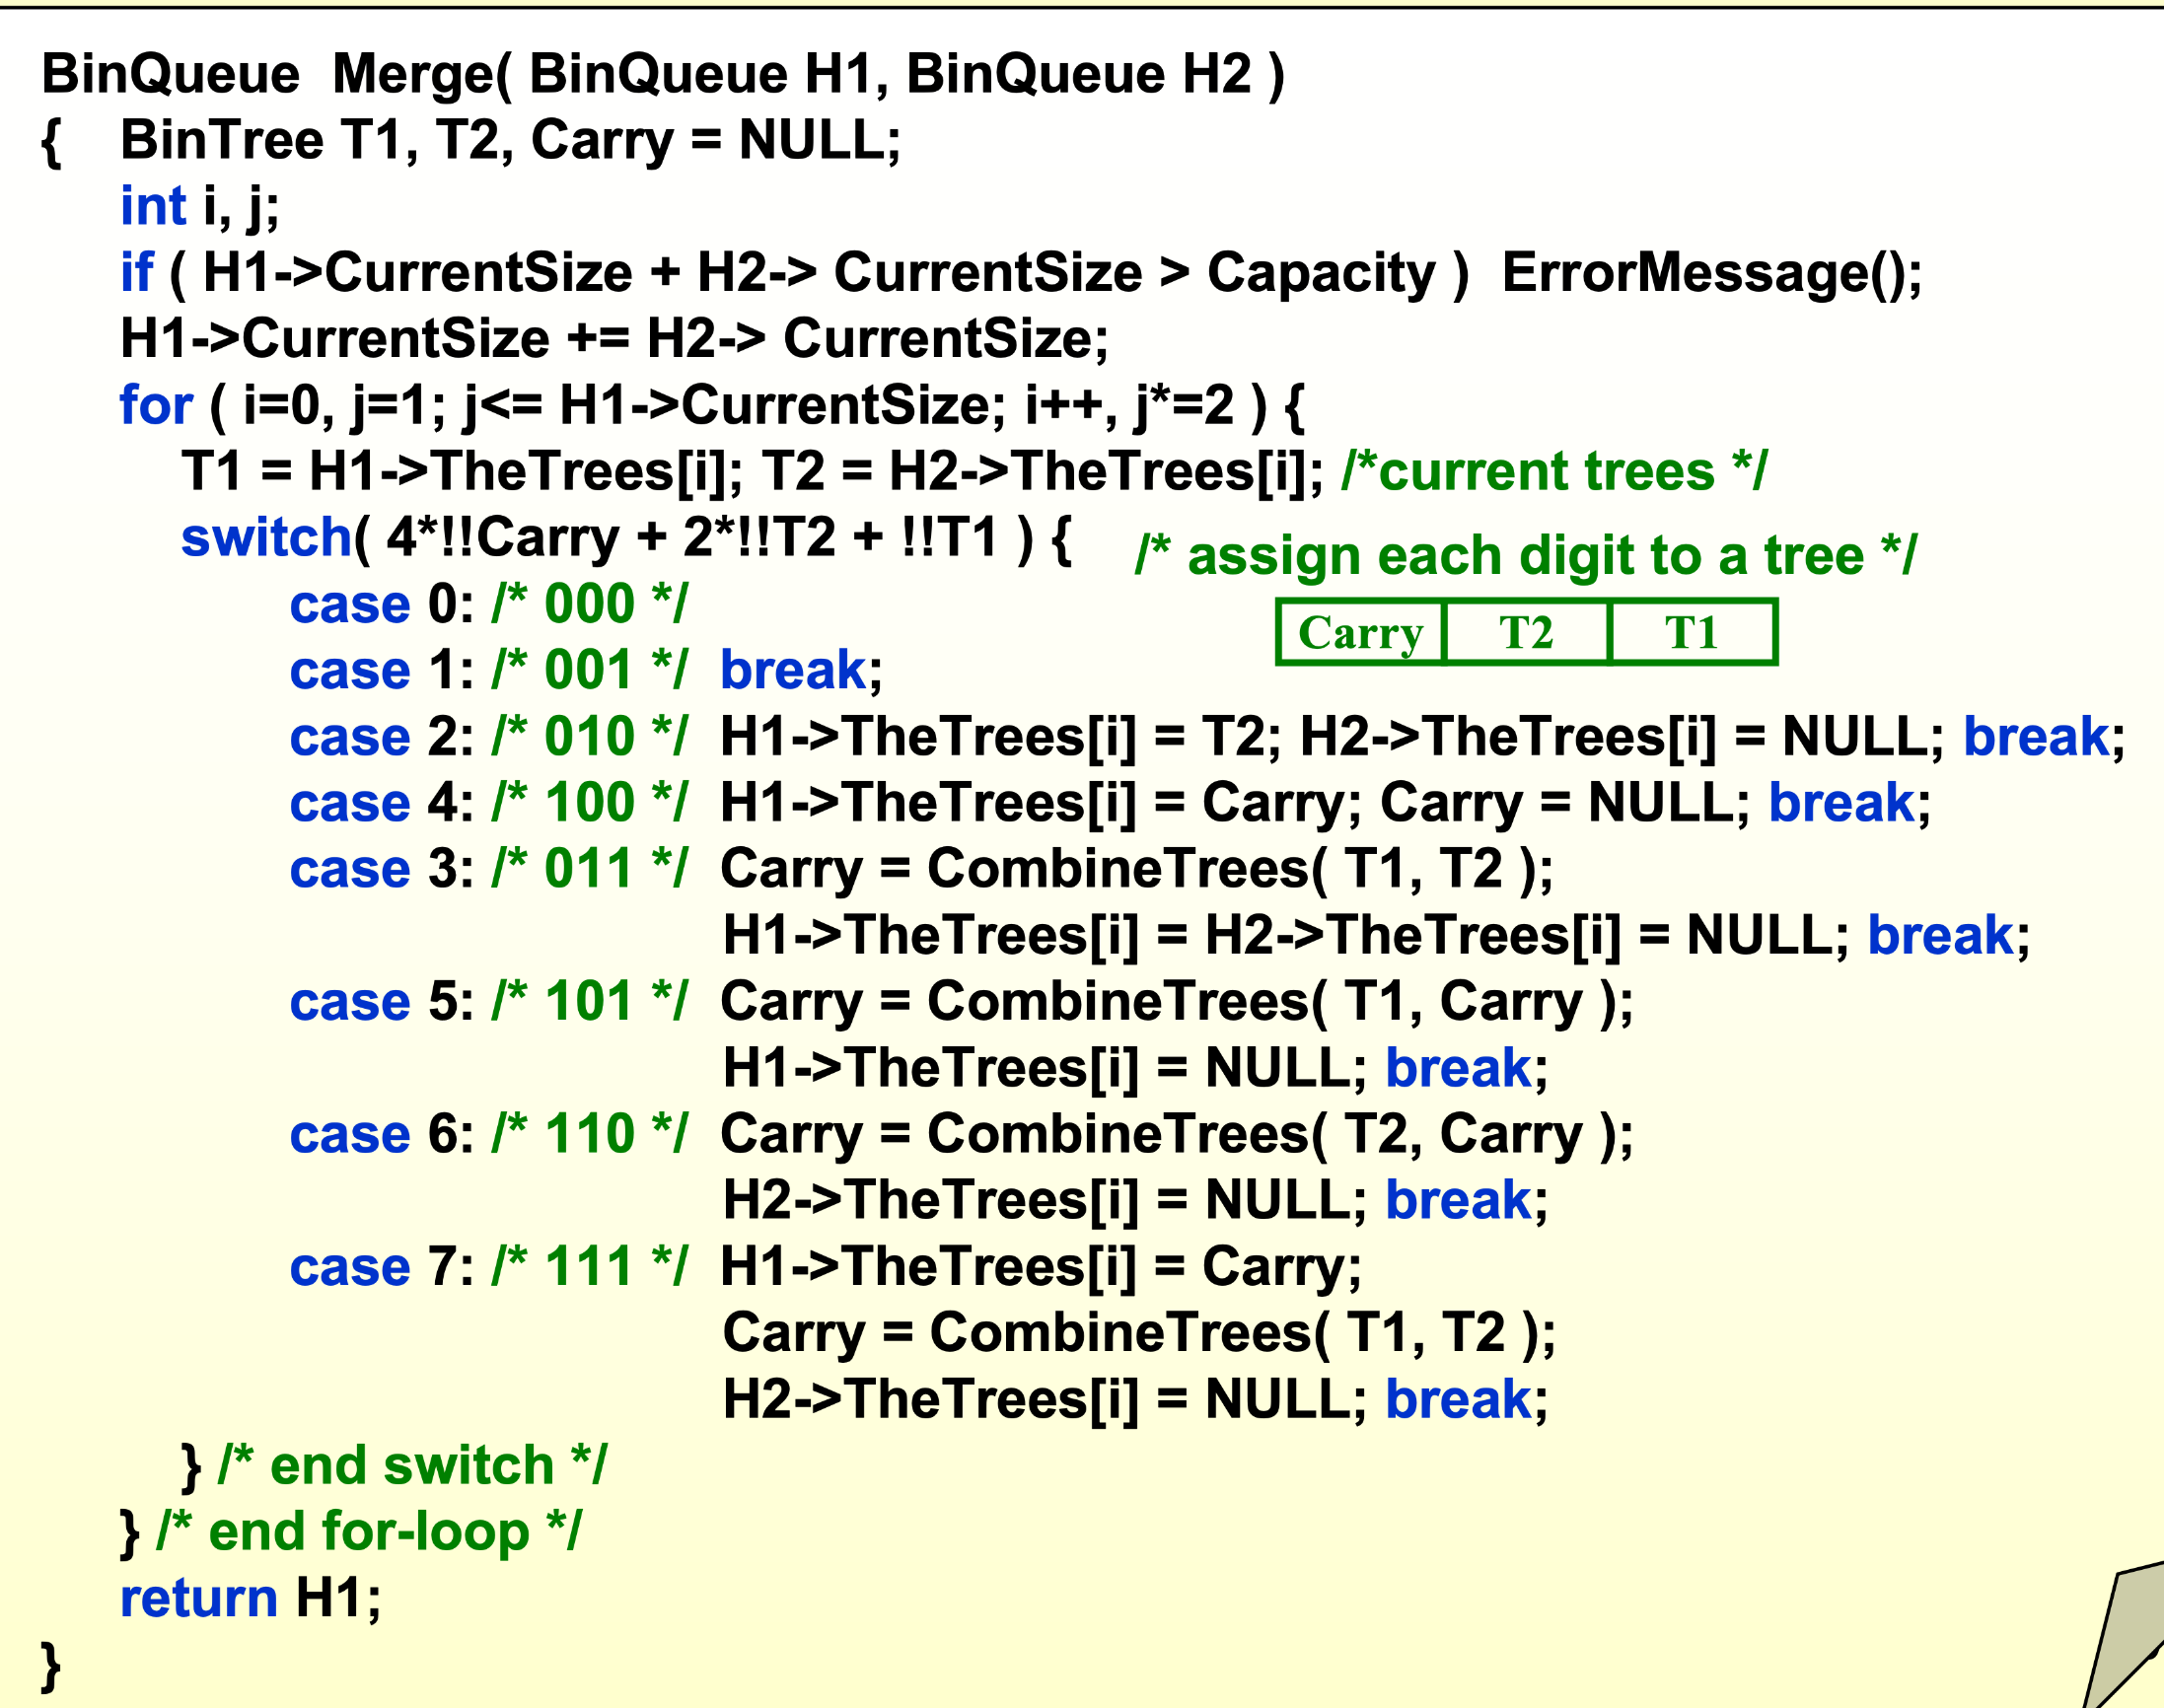 BinQueue  Merge( BinQueue H1, BinQueue H2 )
{   BinTree T1, T2, Carry = NULL;
int i, j;
if ( H1->CurrentSize + H2-> CurrentSize > Capacity )  ErrorMessage();
H1->CurrentSize += H2-> CurrentSize;
for ( i=0, j=1; j<= H1->CurrentSize; i++, j*=2 ) {
T1 = H1->TheTrees[i]; T2 = H2->TheTrees[i]; /*current trees */
switch( 4*!!Carry + 2*!!T2 + !!T1 ) {   /* assign each digit to a tree */
case 0: /* 000 */
Carry T2 T1
case 1: /* 001 */  break;
case 2: /* 010 */  H1->TheTrees[i] = T2; H2->TheTrees[i] = NULL; break;
case 4: /* 100 */  H1->TheTrees[i] = Carry; Carry = NULL; break;
case 3: /* 011 */  Carry = CombineTrees( T1, T2 );
H1->TheTrees[i] = H2->TheTrees[i] = NULL; break;
case 5: /* 101 */  Carry = CombineTrees( T1, Carry );
H1->TheTrees[i] = NULL; break;
case 6: /* 110 */  Carry = CombineTrees( T2, Carry );
H2->TheTrees[i] = NULL; break;
case 7: /* 111 */  H1->TheTrees[i] = Carry;
Carry = CombineTrees( T1, T2 );
H2->TheTrees[i] = NULL; break;
} /* end switch */
} /* end for-loop */
return H1;
}